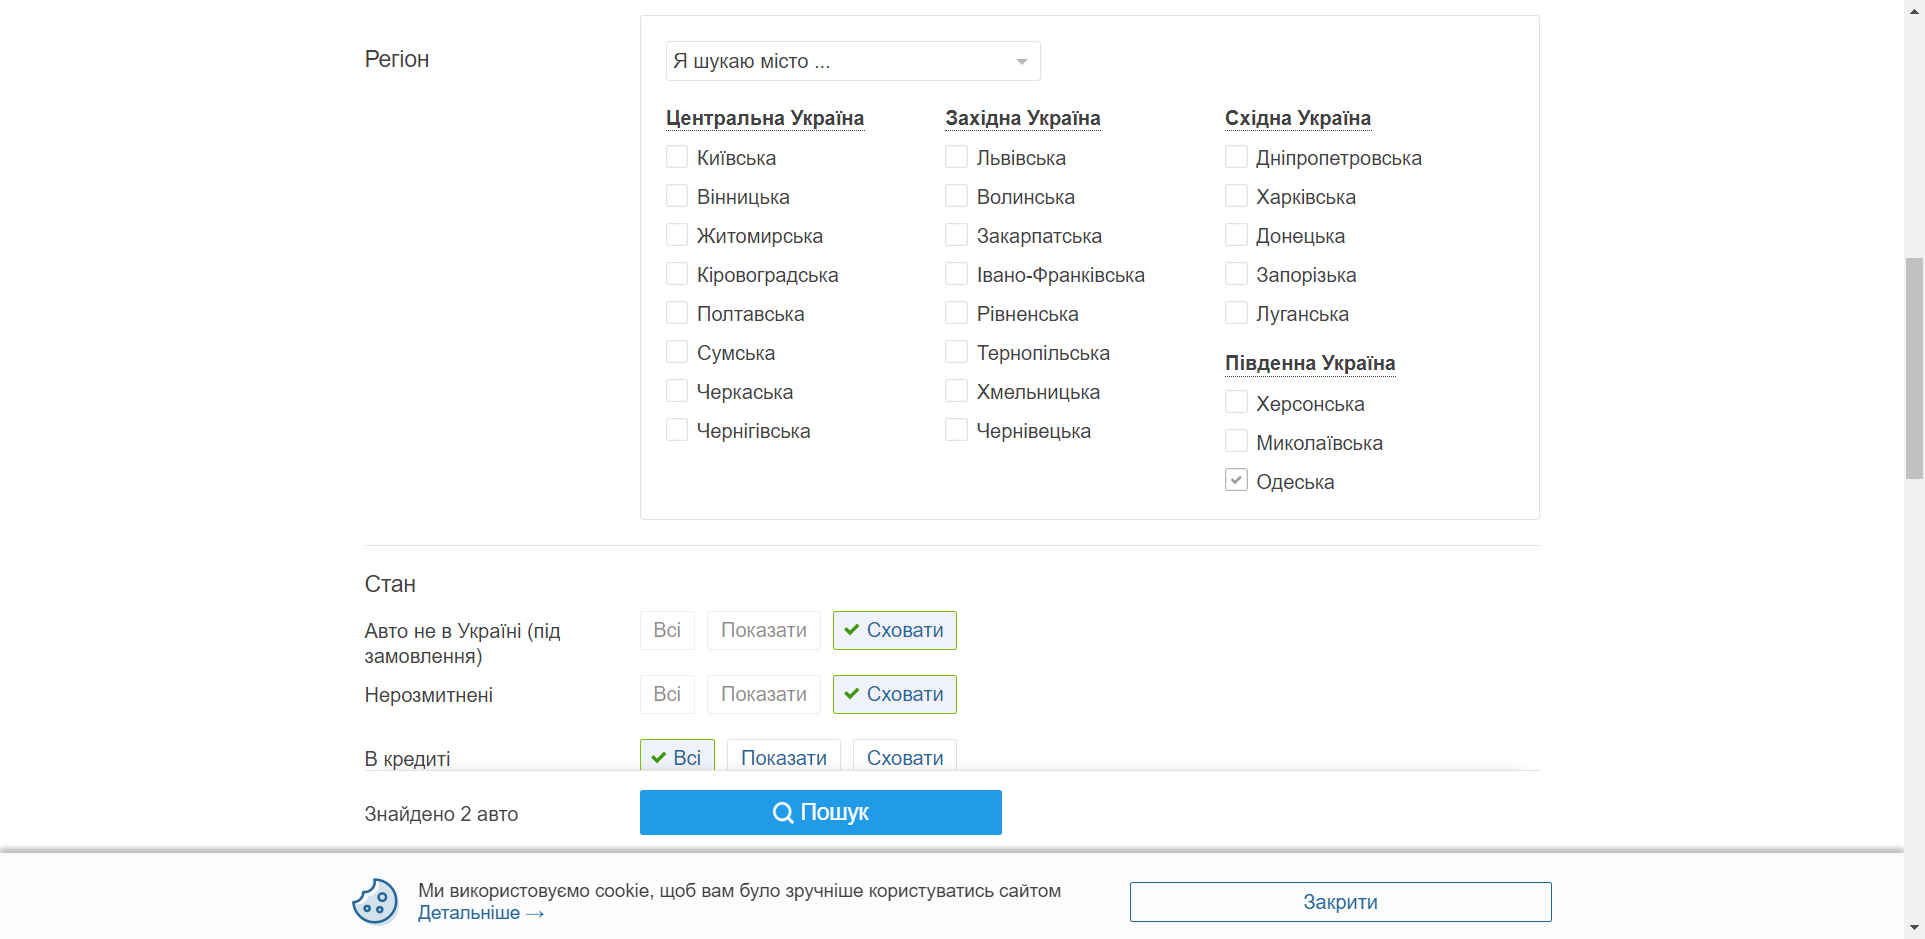 Регіон
Я шукаю місто ...
Центральна Україна
Київська
Вінницька
Житомирська
Кіровоградська
Полтавська
Сумська
Черкаська
Чернігівська
Західна Україна
Львівська
Волинська
Закарпатська
Івано-Франківська
Рівненська
Тернопільська
Хмельницька
Чернівецька
Східна Україна
Дніпропетровська
Харківська
Донецька
Запорізька
Луганська
Південна Україна
Херсонська
Миколаївська
Одеська
Стан
Авто не в Україні (під
замовлення)
Всі Показати Сховати
Нерозмитнені
Всі Показати Сховати
В кредиті
Всі Показати Сховати
Знайдено 2 авто
Пошук
Ми використовуємо cookie, щоб вам було зручніше користуватись сайтом
Детальніше →
Закрити